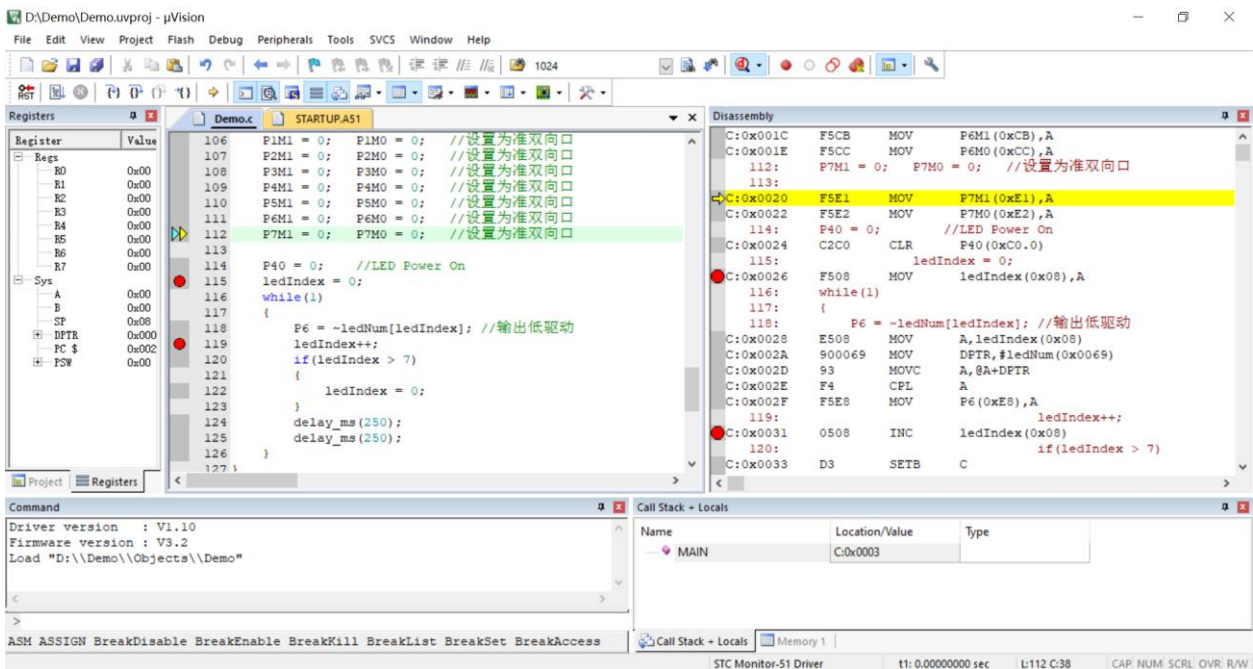 D:\Demo\Demo.uvproj - µVision
File Edit View Project Flash Debug Peripherals Tools SVCS Window Help
1024
RST
Registers
Register Value
Regs
R0 0x00
R1 0x00
R2 0x00
R3 0x00
R4 0x00
R5 0x00
R6 0x00
R7 0x00
Sys
A 0x00
B 0x00
SP 0x08
DPTR 0x000
PC $ 0x002
PSW 0x00
Project Registers
Demo.c STARTUP.A51
106 P1M1 = 0; P1M0 = 0; //设置为准双向口
107 P2M1 = 0; P2M0 = 0; //设置为准双向口
108 P3M1 = 0; P3M0 = 0; //设置为准双向口
109 P4M1 = 0; P4M0 = 0; //设置为准双向口
110 P5M1 = 0; P5M0 = 0; //设置为准双向口
111 P6M1 = 0; P6M0 = 0; //设置为准双向口
112 P7M1 = 0; P7M0 = 0; //设置为准双向口
113
114 P40 = 0; //LED Power On
115 ledIndex = 0;
116 while(1)
117 {
118 P6 = ~ledNum[ledIndex]; //输出低驱动
119 ledIndex++;
120 if(ledIndex > 7)
121 {
122 ledIndex = 0;
123 }
124 delay_ms(250);
125 delay_ms(250);
126 }
127 }
Disassembly
C:0x001C F5CB MOV P6M1(0xCB),A
C:0x001E F5CC MOV P6M0(0xCC),A
112: P7M1 = 0; P7M0 = 0; //设置为准双向口
113:
C:0x0020 F5E1 MOV P7M1(0xE1),A
C:0x0022 F5E2 MOV P7M0(0xE2),A
114: P40 = 0; //LED Power On
C:0x0024 C2C0 CLR P40(0xC0.0)
115: ledIndex = 0;
C:0x0026 F508 MOV ledIndex(0x08),A
116: while(1)
117: {
118: P6 = ~ledNum[ledIndex]; //输出低驱动
C:0x0028 E508 MOV A,ledIndex(0x08)
C:0x002A 900069 MOV DPTR,#ledNum(0x0069)
C:0x002D 93 MOVC A,@A+DPTR
C:0x002E F4 CPL A
C:0x002F F5E8 MOV P6(0xE8),A
119: ledIndex++;
C:0x0031 0508 INC ledIndex(0x08)
120: if(ledIndex > 7)
C:0x0033 D3 SETB C
Command
Driver version : V1.10
Firmware version : V3.2
Load "D:\\Demo\\Objects\\Demo"
>
ASM ASSIGN BreakDisable BreakEnable BreakKill BreakList BreakSet BreakAccess
Call Stack + Locals
Name Location/Value Type
MAIN C:0x0003
Call Stack + Locals Memory 1
STC Monitor-51 Driver t1: 0.00000000 sec L:112 C:38 CAP NUM SCRL OVR R/W